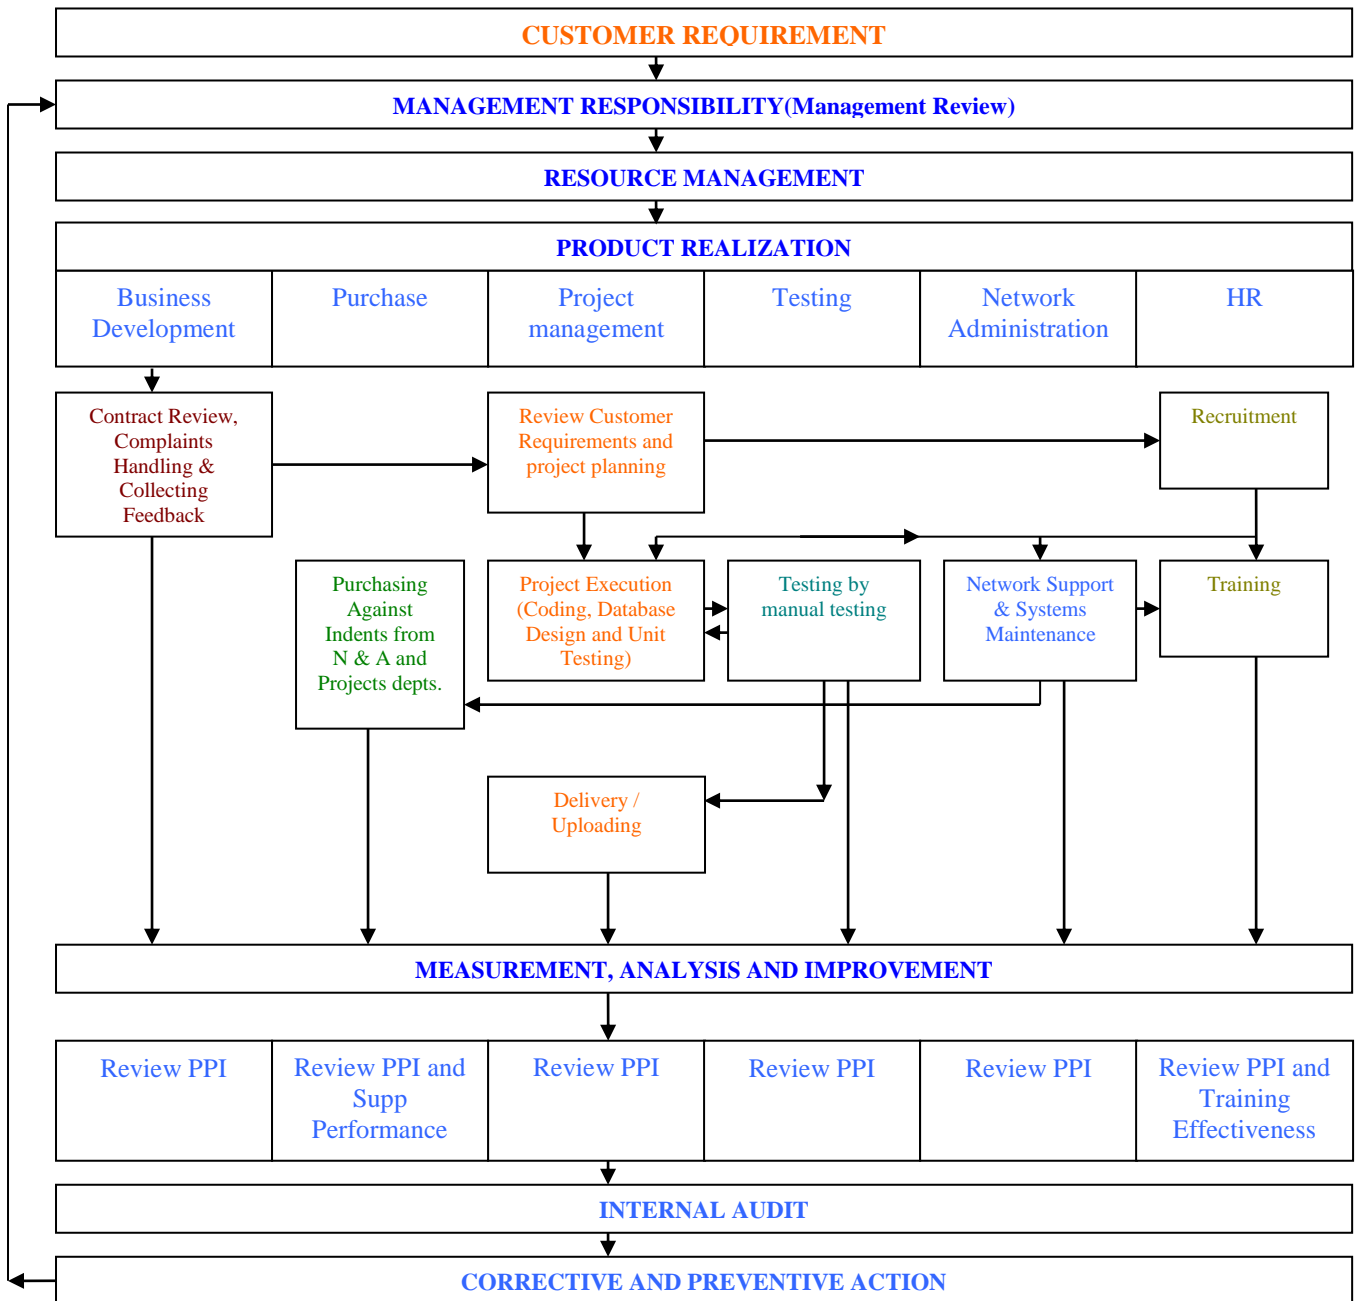 CUSTOMER REQUIREMENT
MANAGEMENT RESPONSIBILITY(Management Review)
RESOURCE MANAGEMENT
PRODUCT REALIZATION
Business
Development
Purchase
Project
management
Testing
Network
Administration
HR
Contract Review,
Complaints
Handling &
Collecting
Feedback
Review Customer
Requirements and
project planning
Recruitment
Purchasing
Against
Indents from
N & A and
Projects depts.
Project Execution
(Coding, Database
Design and Unit
Testing)
Testing by
manual testing
Network Support
& Systems
Maintenance
Training
Delivery /
Uploading
MEASUREMENT, ANALYSIS AND IMPROVEMENT
Review PPI
Review PPI and
Supp
Performance
Review PPI
Review PPI
Review PPI
Review PPI and
Training
Effectiveness
INTERNAL AUDIT
CORRECTIVE AND PREVENTIVE ACTION